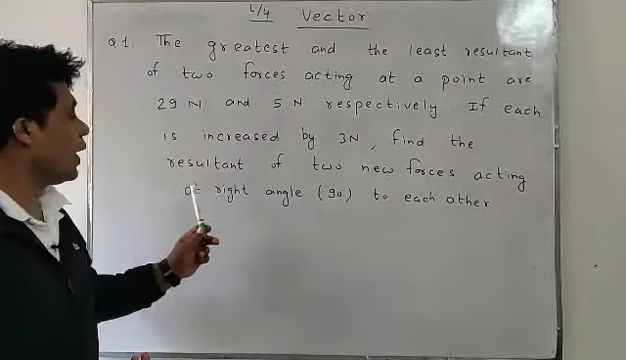 L/4 Vector
Q1. The greatest and the least resultant
of two forces acting at a point are
29 N and 5 N respectively. If each
is increased by 3N, find the
resultant of two new forces acting
at right angle (90°) to each other